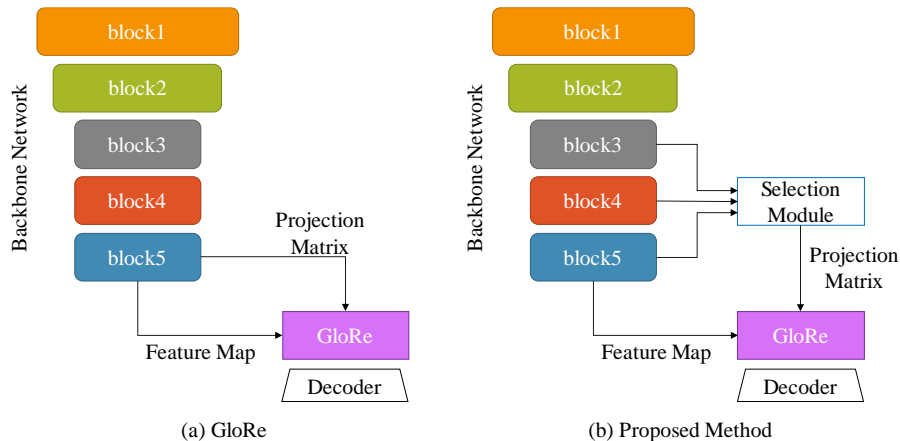 block1
block2
block3
block4
block5
Backbone Network
Projection
Matrix
Feature Map
GloRe
Decoder
(a) GloRe
block1
block2
block3
block4
block5
Backbone Network
Selection
Module
Projection
Matrix
Feature Map
GloRe
Decoder
(b) Proposed Method